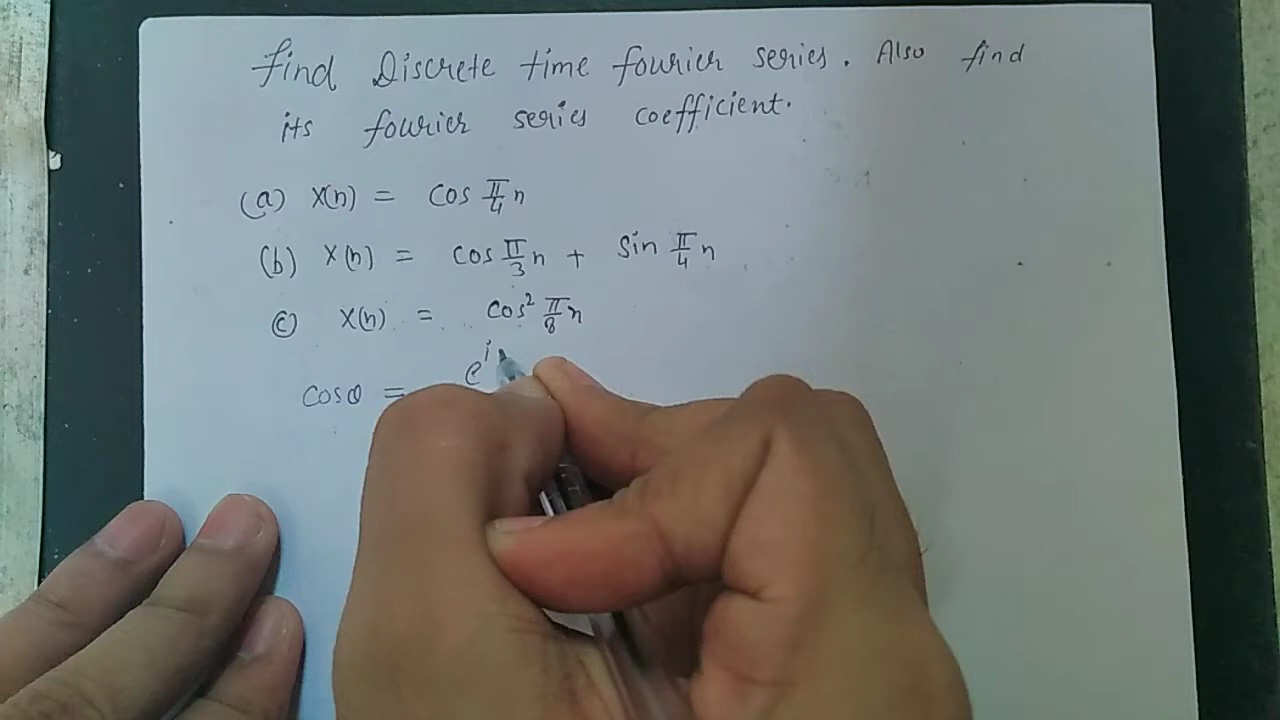 find Discrete time fourier series. Also find
its fourier series coefficient.
(a) X(n) = cos π/4 n
(b) X(n) = cos π/3 n + sin π/4 n
(c) X(n) = cos² π/8 n
cosθ = e^i